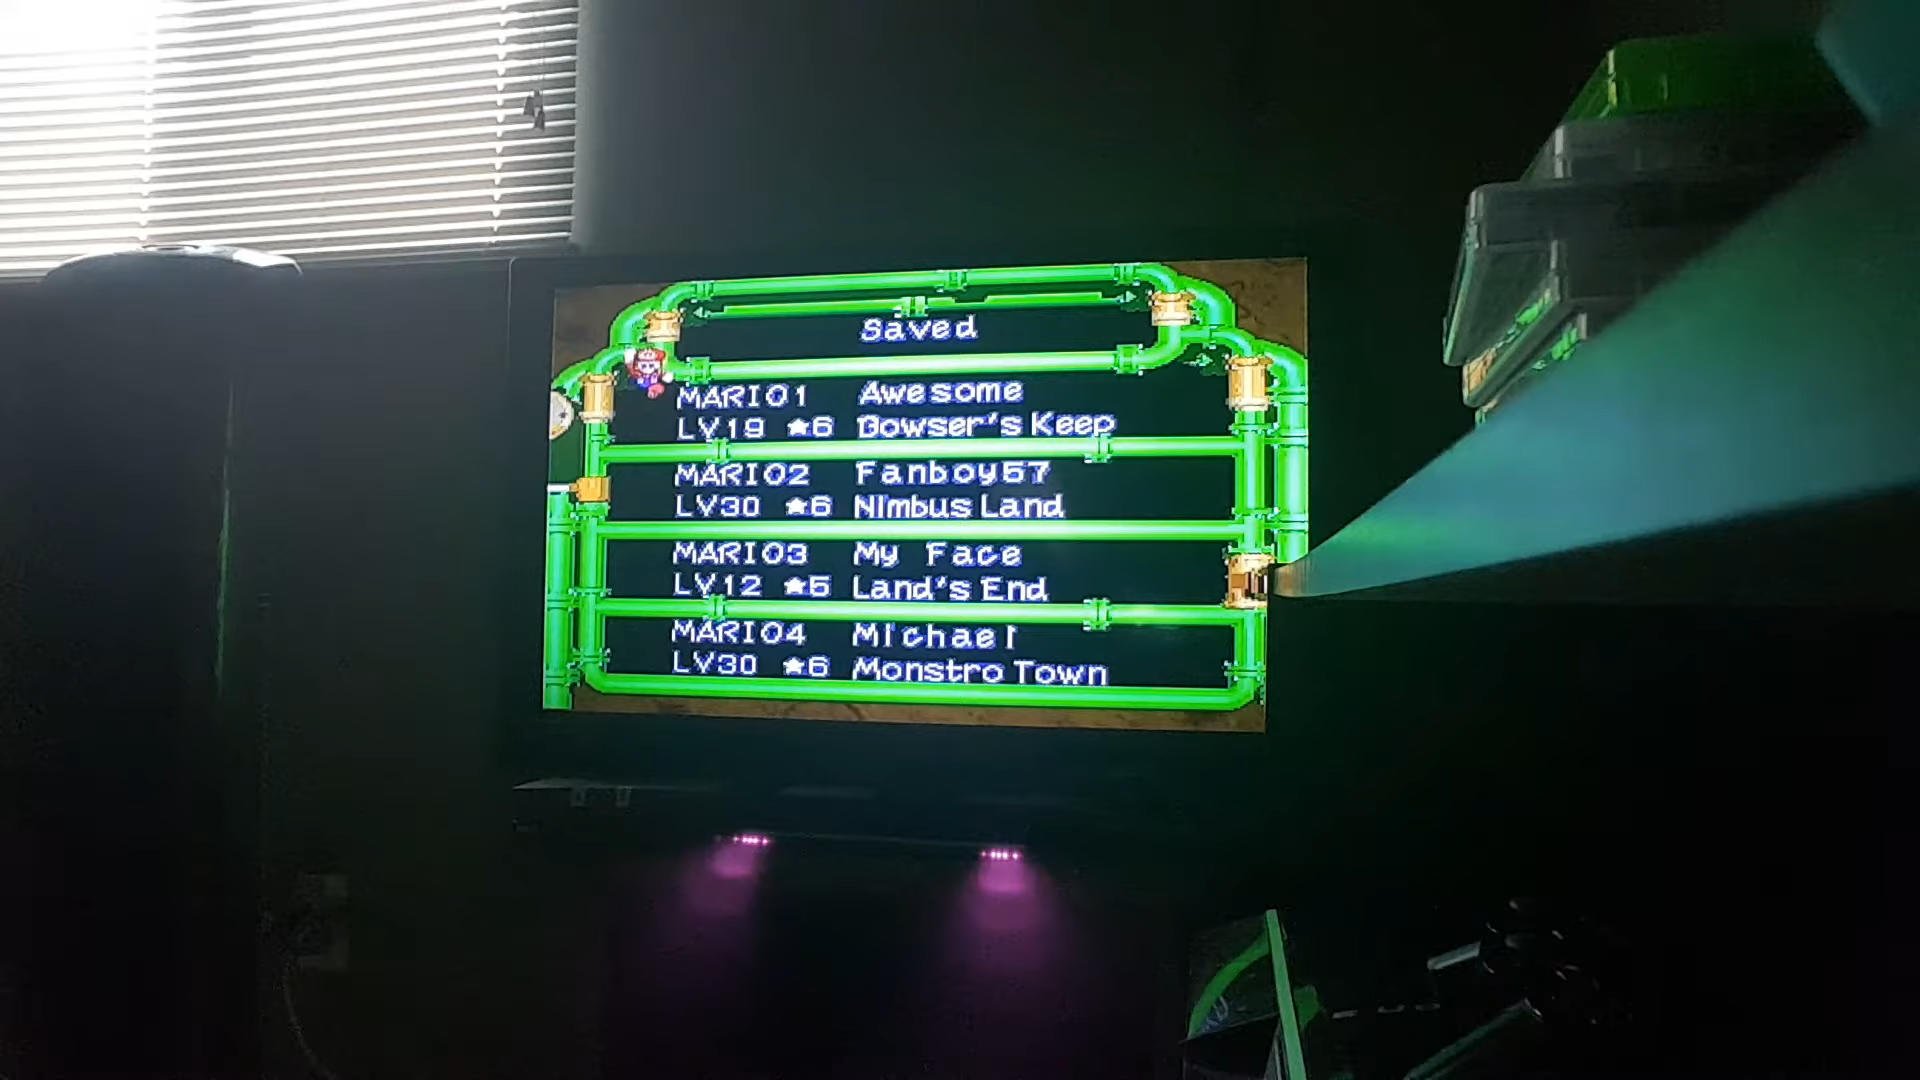 Saved
MARIO1 Awesome
LV19 ★6 Bowser's Keep
MARIO2 Fanboy57
LV30 ★6 Nimbus Land
MARIO3 My Face
LV12 ★5 Land's End
MARIO4 Michael
LV30 ★6 Monstro Town